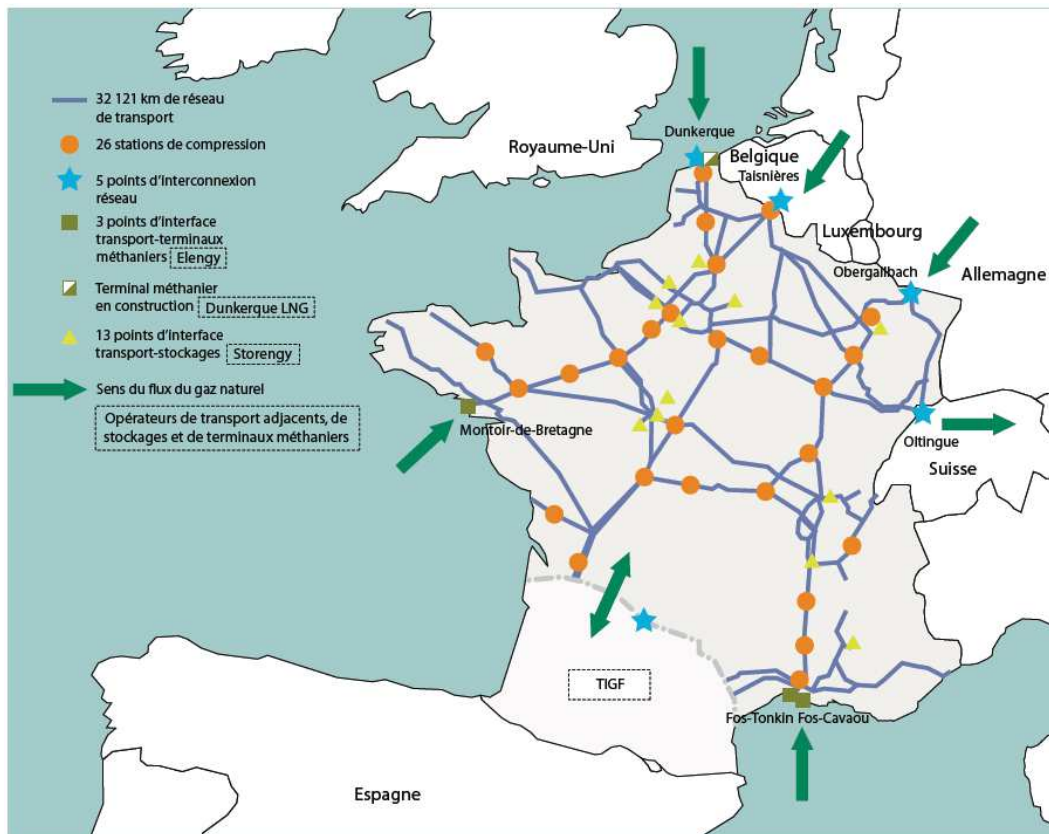 32 121 km de réseau
de transport
26 stations de compression
5 points d'interconnexion
réseau
3 points d'interface
transport-terminaux
méthaniers Elengy
Terminal méthanier
en construction Dunkerque LNG
13 points d'interface
transport-stockages Storengy
Sens du flux du gaz naturel
Opérateurs de transport adjacents, de
stockages et de terminaux méthaniers
Dunkerque
Royaume-Uni
Belgique
Taisnières
Luxembourg
Obergailbach
Allemagne
Montoir-de-Bretagne
Oltingue
Suisse
TIGF
Fos-Tonkin Fos-Cavaou
Espagne